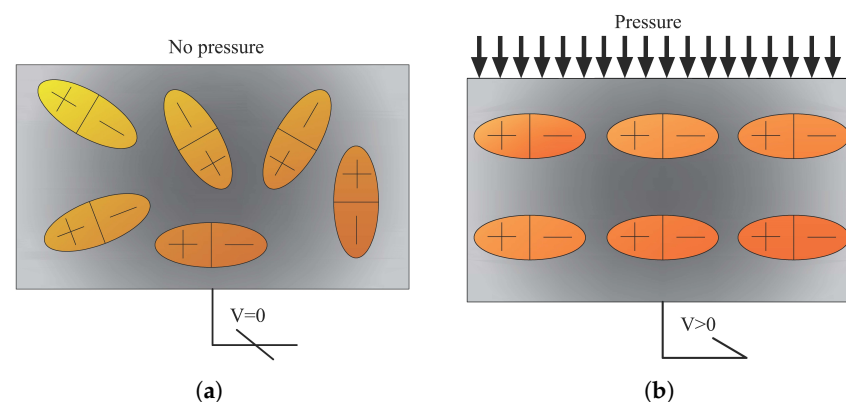 No pressure
+ −
− +
− +
+ −
+ −
+ −
V=0
(a)
Pressure
+ − + − + −
+ − + − + −
V>0
(b)